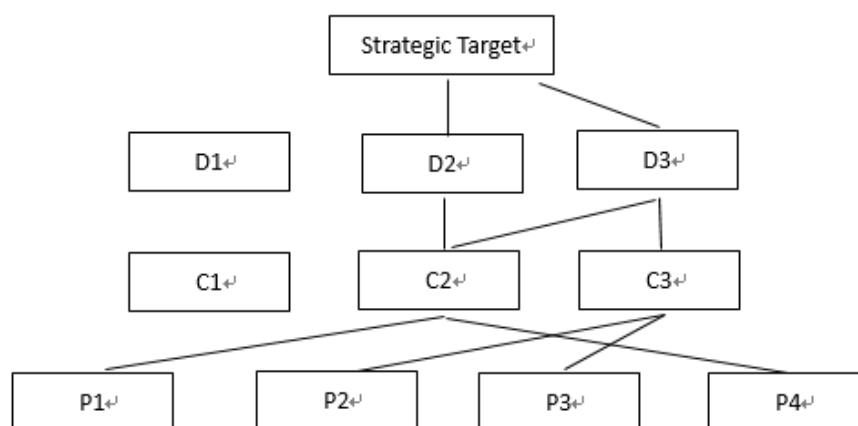 Strategic Target↵
D1↵
D2↵
D3↵
C1↵
C2↵
C3↵
P1↵
P2↵
P3↵
P4↵